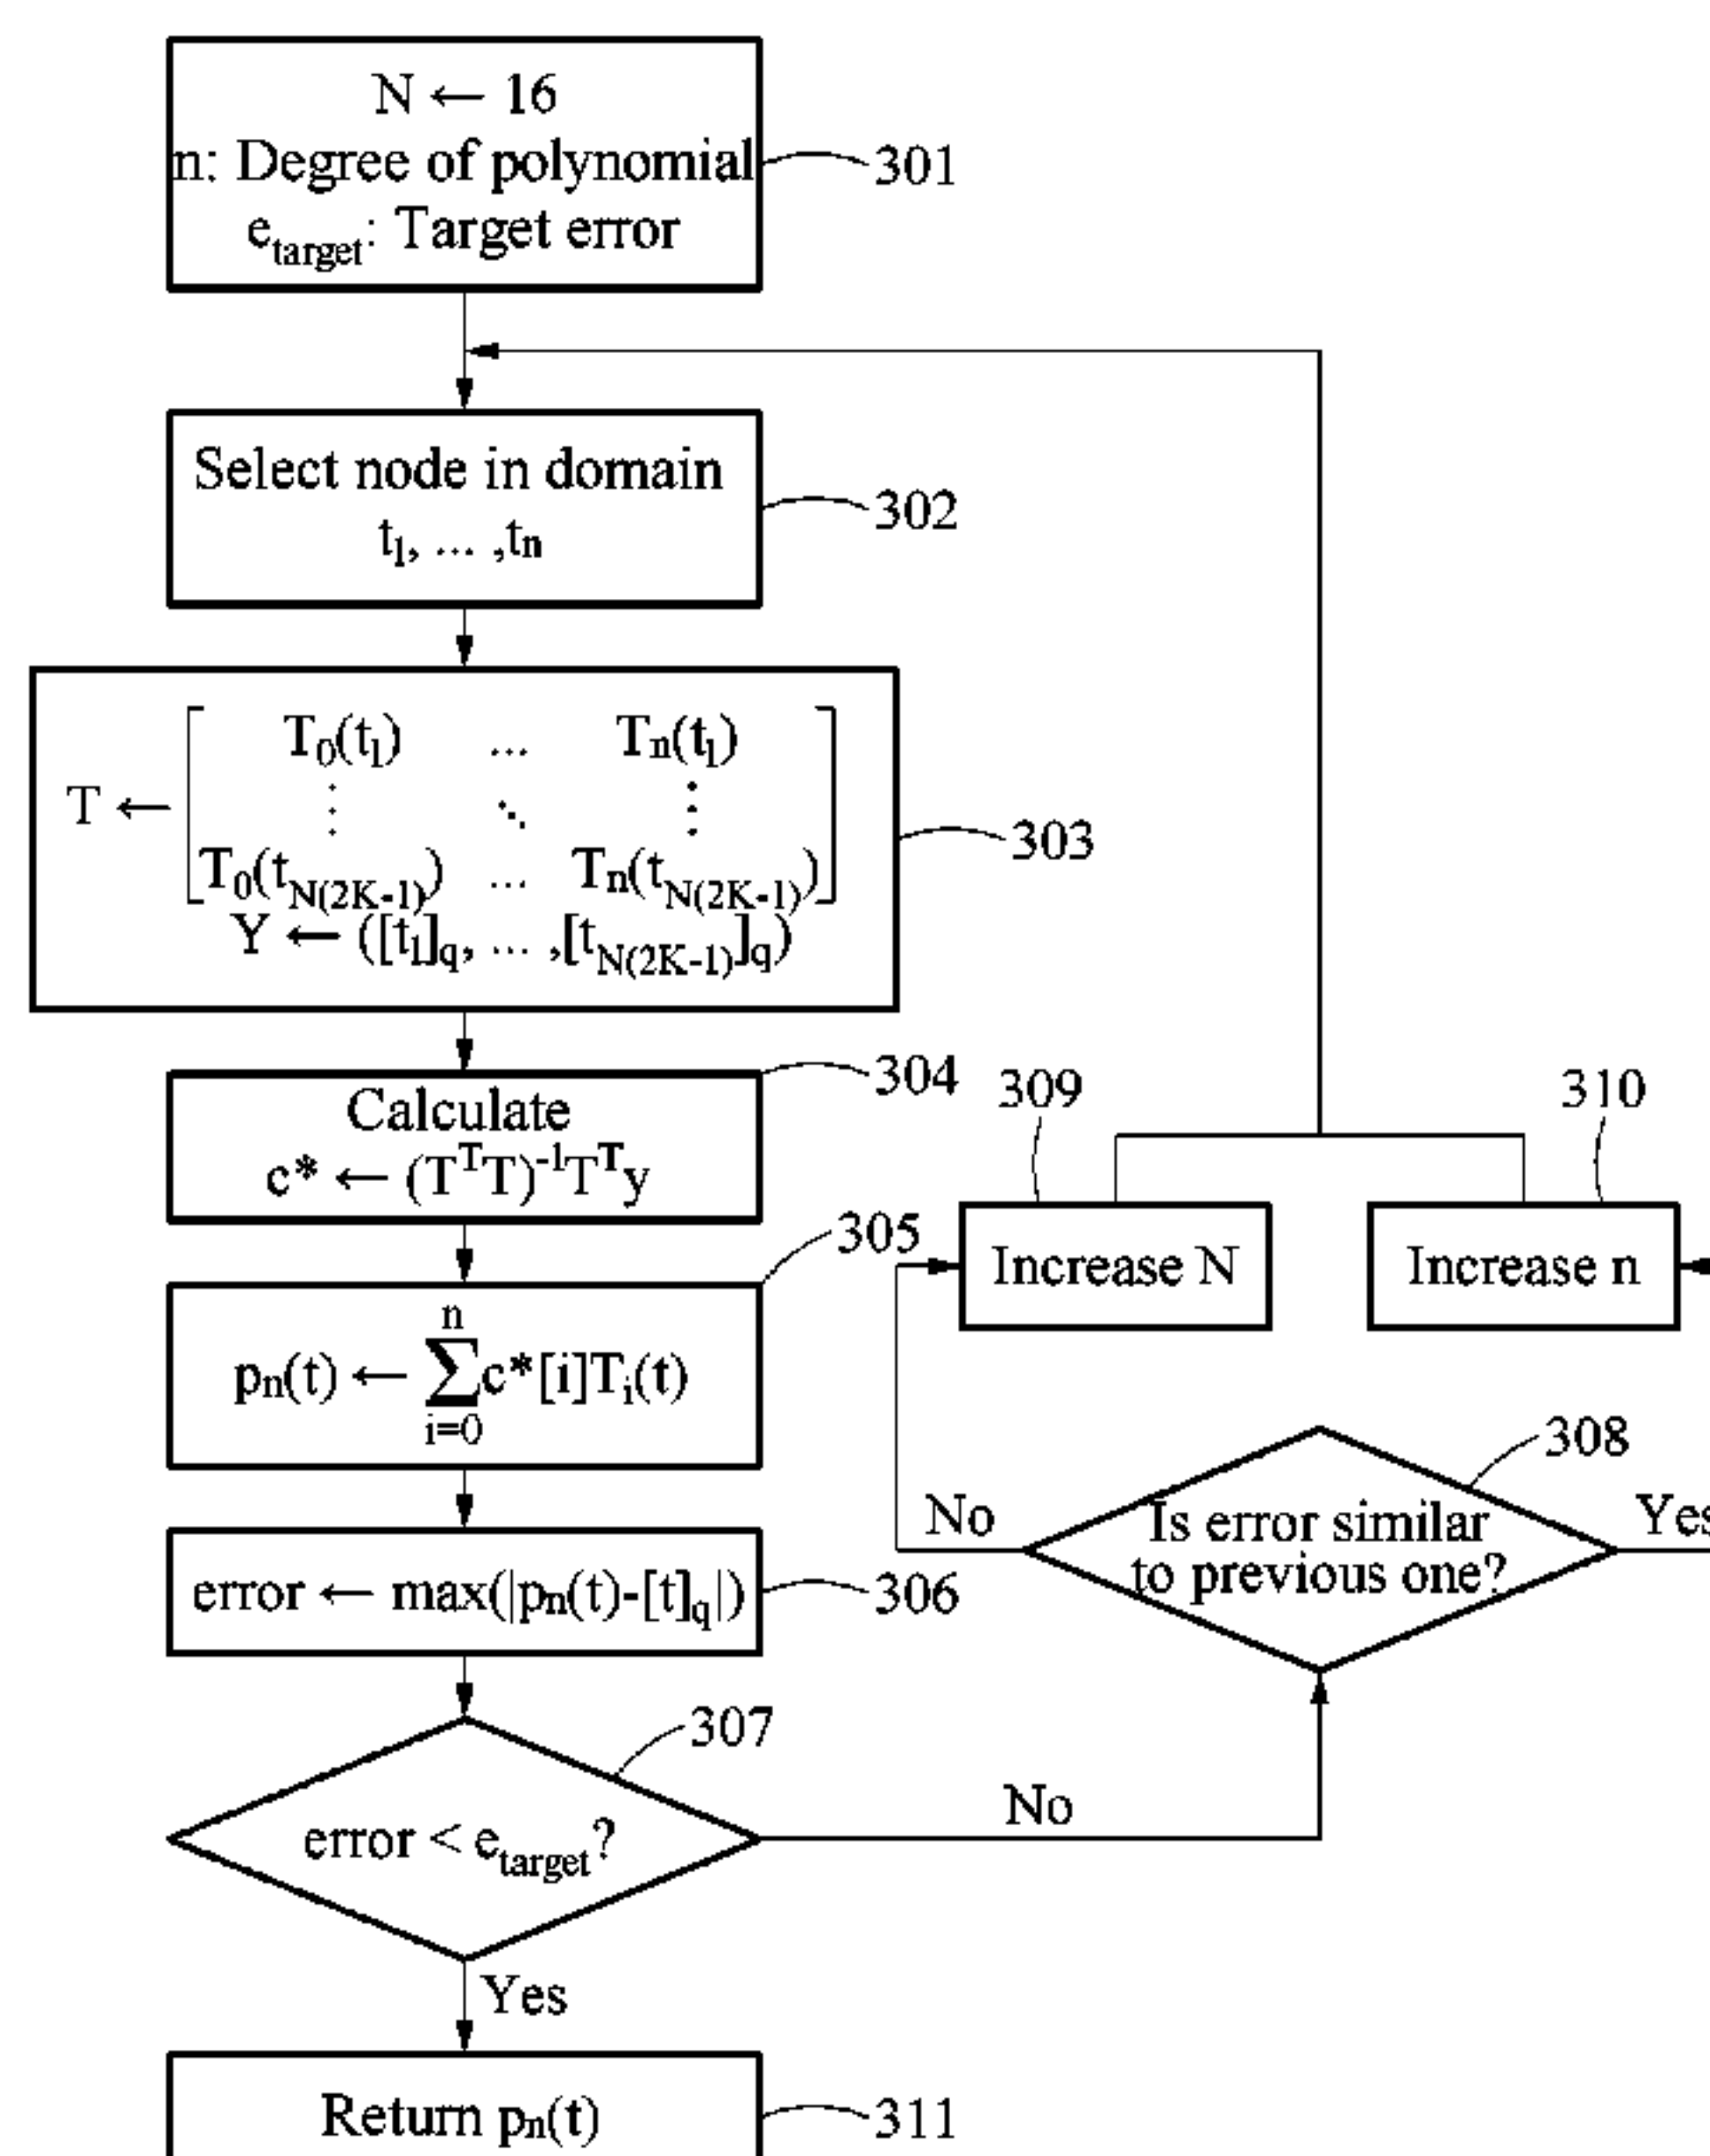 N ← 16
n: Degree of polynomial
e_target: Target error
301
Select node in domain
t_1, ... ,t_n
302
T ← [ T_0(t_1) ... T_n(t_1)
⋮ ⋱ ⋮
T_0(t_N(2K-1)) ... T_n(t_N(2K-1)) ]
Y ← ([t_1]_q, ... ,[t_N(2K-1)]_q)
303
304
Calculate
c* ← (T^T T)^-1 T^T y
305
p_n(t) ← n∑i=0 c*[i]T_i(t)
error ← max(|p_n(t)-[t]_q|)
306
307
error < e_target?
No
Yes
Return p_n(t)
311
308
Is error similar
to previous one?
No
Yes
309
Increase N
310
Increase n